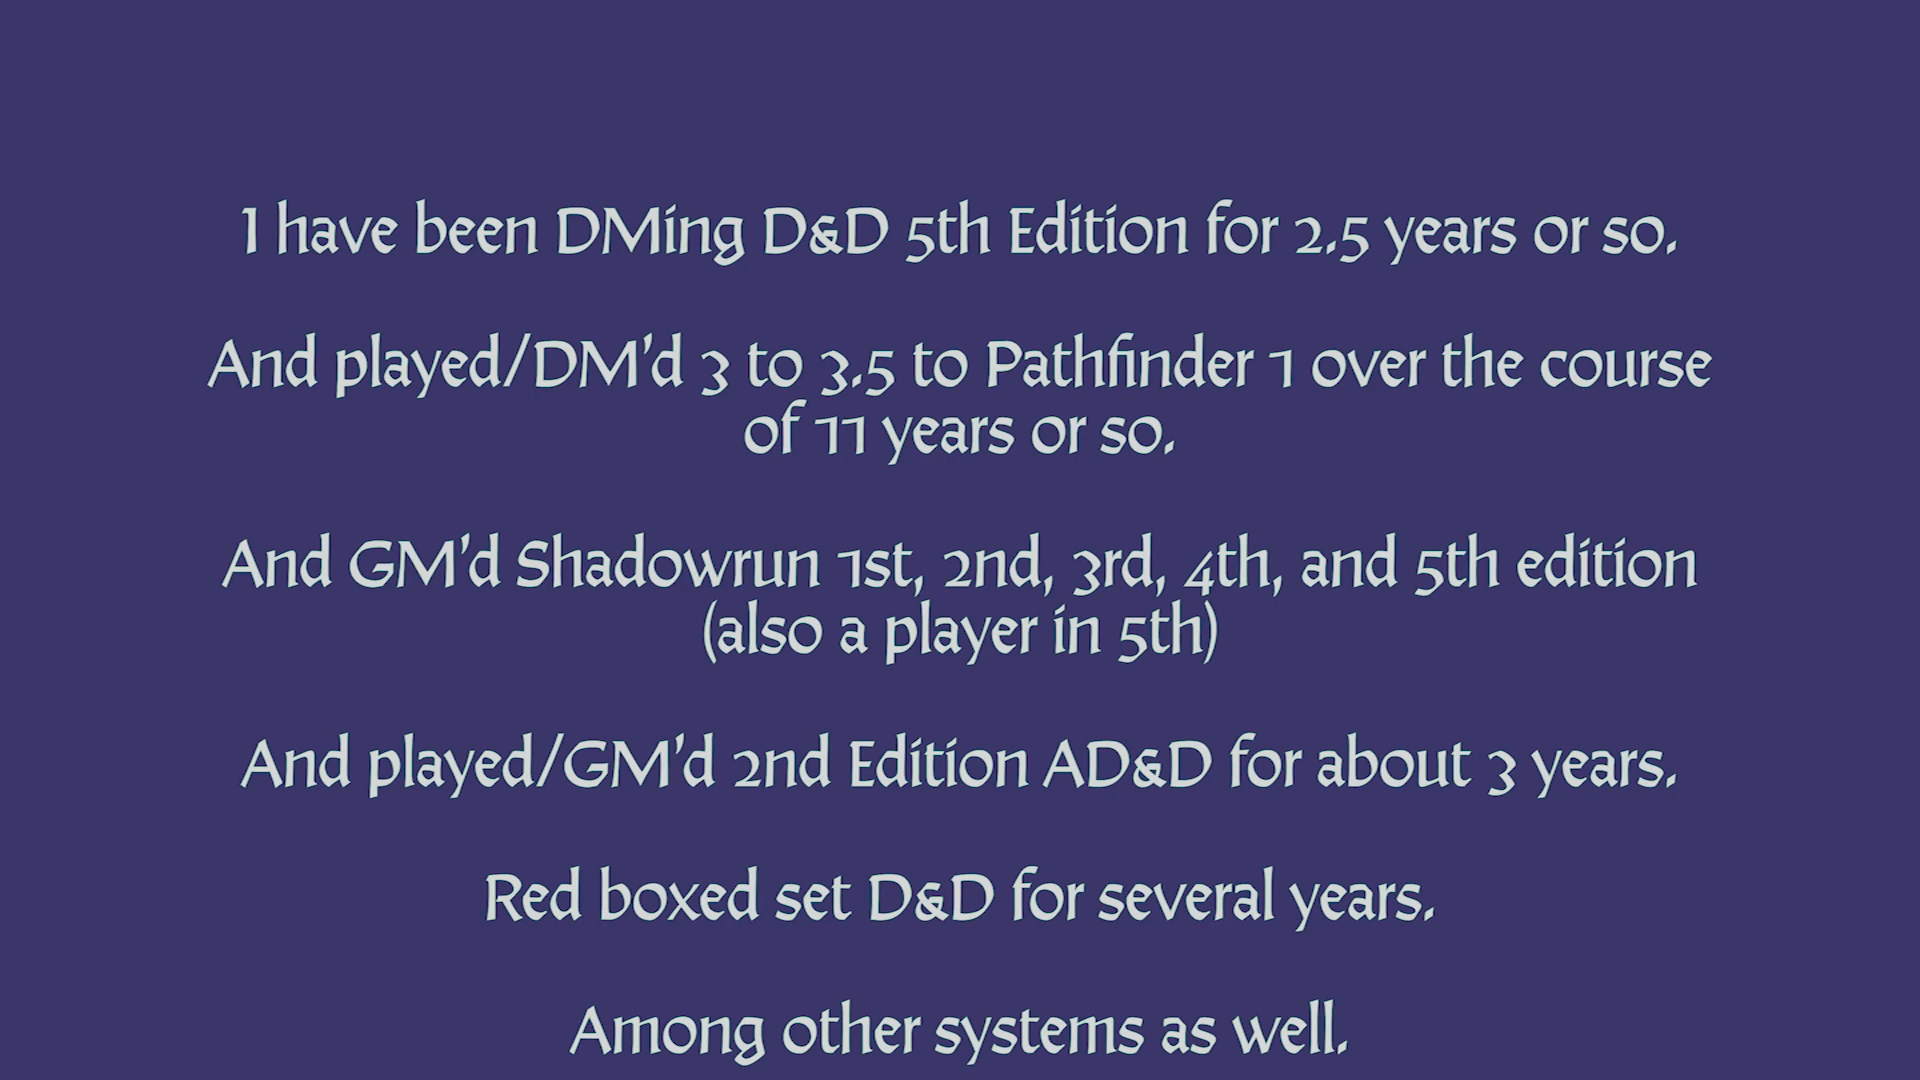 I have been DMing D&D 5th Edition for 2.5 years or so.
And played/DM'd 3 to 3.5 to Pathfinder 1 over the course
of 11 years or so.
And GM'd Shadowrun 1st, 2nd, 3rd, 4th, and 5th edition
(also a player in 5th)
And played/GM'd 2nd Edition AD&D for about 3 years.
Red boxed set D&D for several years.
Among other systems as well.